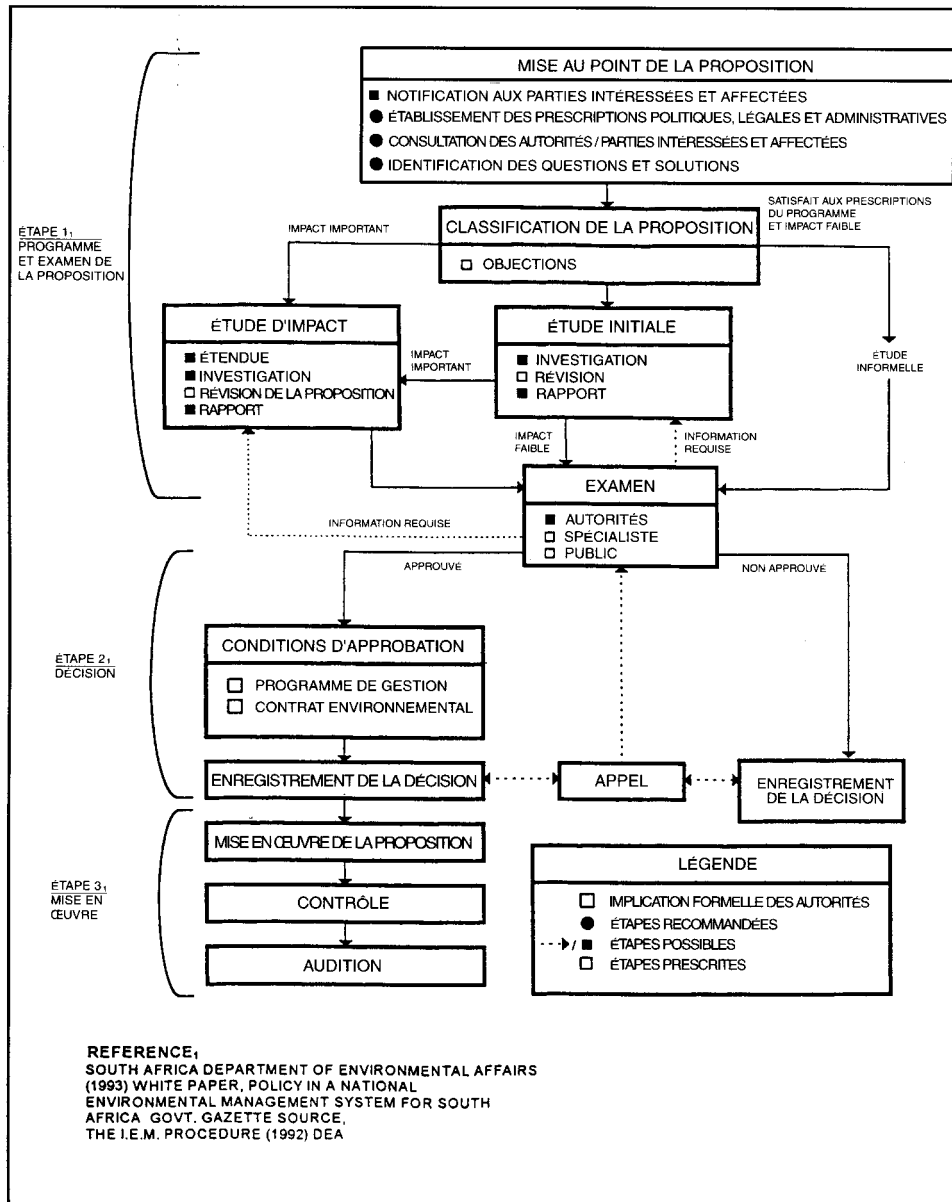 MISE AU POINT DE LA PROPOSITION
■ NOTIFICATION AUX PARTIES INTÉRESSÉES ET AFFECTÉES
● ÉTABLISSEMENT DES PRESCRIPTIONS POLITIQUES, LÉGALES ET ADMINISTRATIVES
● CONSULTATION DES AUTORITÉS / PARTIES INTÉRESSÉES ET AFFECTÉES
● IDENTIFICATION DES QUESTIONS ET SOLUTIONS
ÉTAPE 1₁
PROGRAMME
ET EXAMEN DE
LA PROPOSITION
IMPACT IMPORTANT
CLASSIFICATION DE LA PROPOSITION
□ OBJECTIONS
SATISFAIT AUX PRESCRIPTIONS
DU PROGRAMME
ET IMPACT FAIBLE
ÉTUDE D'IMPACT
■ ÉTENDUE
■ INVESTIGATION
□ RÉVISION DE LA PROPOSITION
■ RAPPORT
IMPACT
IMPORTANT
ÉTUDE INITIALE
■ INVESTIGATION
□ RÉVISION
■ RAPPORT
ÉTUDE
INFORMELLE
IMPACT
FAIBLE
INFORMATION
REQUISE
EXAMEN
■ AUTORITÉS
□ SPÉCIALISTE
□ PUBLIC
INFORMATION REQUISE
APPROUVÉ
NON APPROUVÉ
ÉTAPE 2₁
DÉCISION
CONDITIONS D'APPROBATION
□ PROGRAMME DE GESTION
□ CONTRAT ENVIRONNEMENTAL
ENREGISTREMENT DE LA DÉCISION
APPEL
ENREGISTREMENT
DE LA DÉCISION
ÉTAPE 3₁
MISE EN
ŒUVRE
MISE EN ŒUVRE DE LA PROPOSITION
CONTRÔLE
AUDITION
LÉGENDE
□ IMPLICATION FORMELLE DES AUTORITÉS
● ÉTAPES RECOMMANDÉES
/ ■ ÉTAPES POSSIBLES
□ ÉTAPES PRESCRITES
REFERENCE₁
SOUTH AFRICA DEPARTMENT OF ENVIRONMENTAL AFFAIRS
(1993) WHITE PAPER, POLICY IN A NATIONAL
ENVIRONMENTAL MANAGEMENT SYSTEM FOR SOUTH
AFRICA GOVT. GAZETTE SOURCE,
THE I.E.M. PROCEDURE (1992) DEA